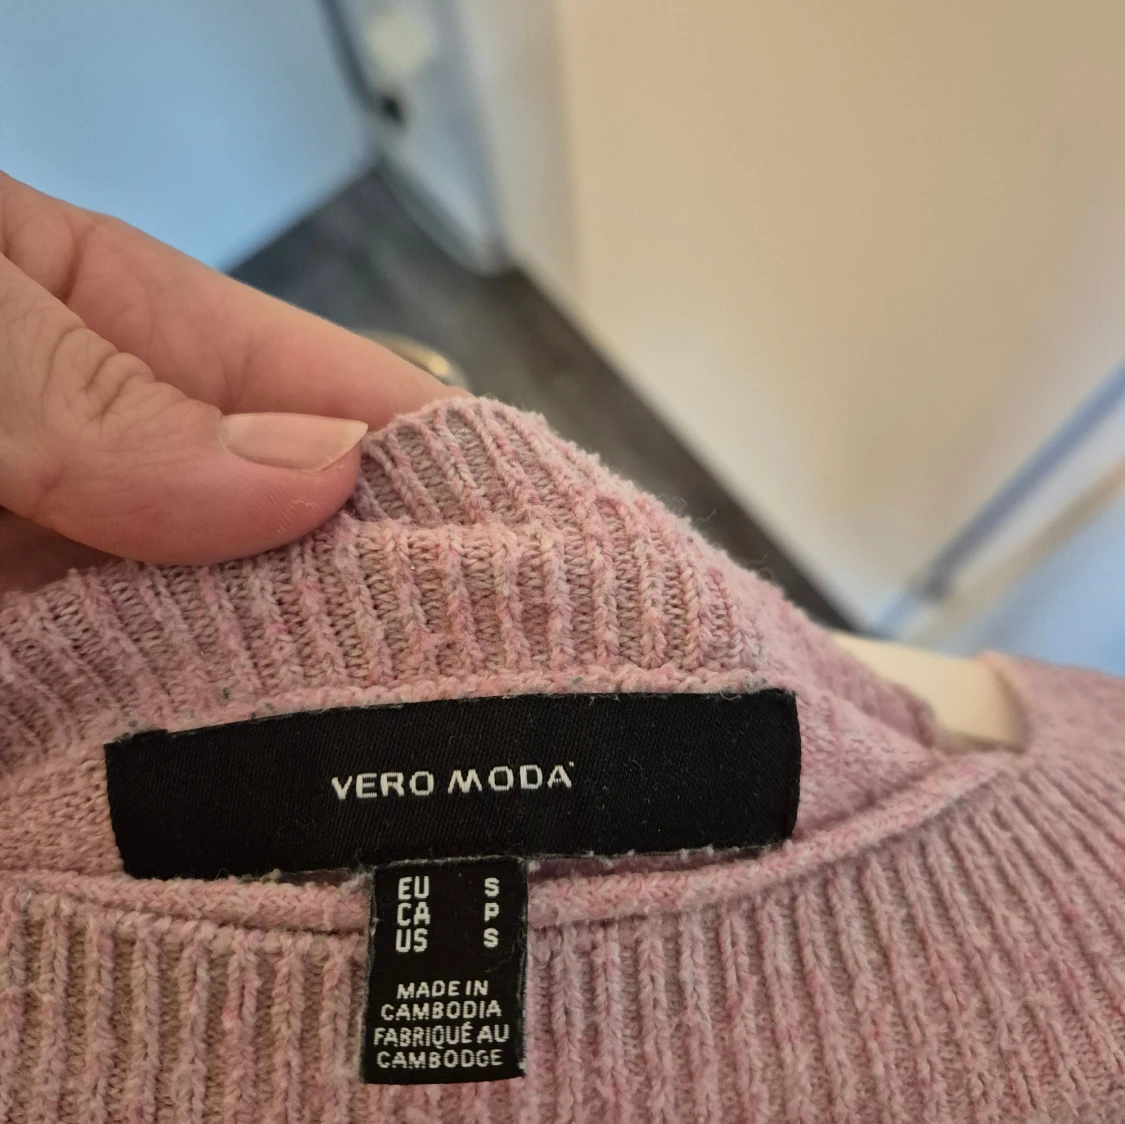 VERO MODA
EU S
CA P
US S
MADE IN
CAMBODIA
FABRIQUÉ AU
CAMBODGE